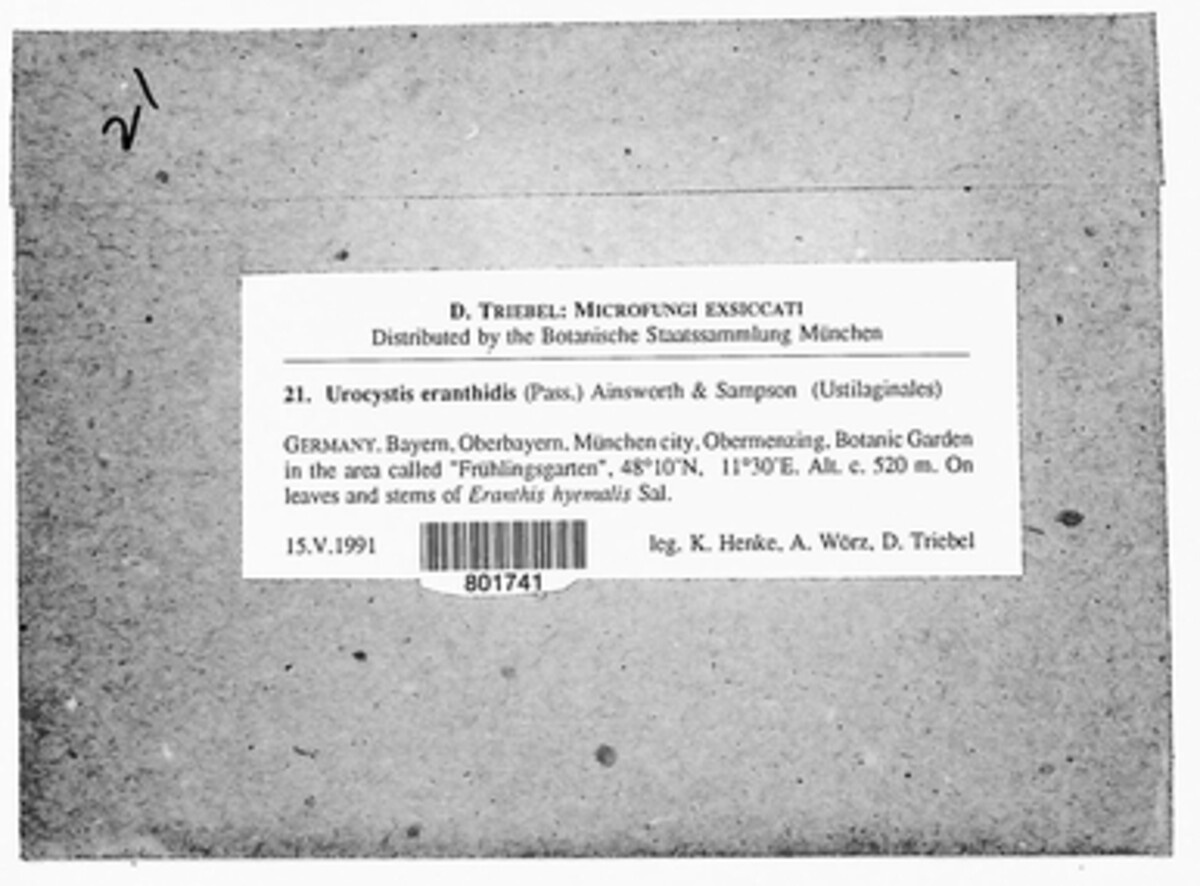 21
D. TRIEBEL: MICROFUNGI EXSICCATI
Distributed by the Botanische Staatssammlung München
21. Urocystis eranthidis (Pass.) Ainsworth & Sampson (Ustilaginales)
GERMANY, Bayern, Oberbayern, München city, Obermenzing, Botanic Garden
in the area called "Frühlingsgarten", 48°10'N, 11°30'E. Alt. c. 520 m. On
leaves and stems of Eranthis hyemalis Sal.
15.V.1991 leg. K. Henke, A. Wörz, D. Triebel
801741